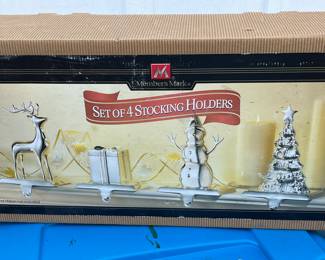 Member's Mark
SET OF 4 STOCKING HOLDERS